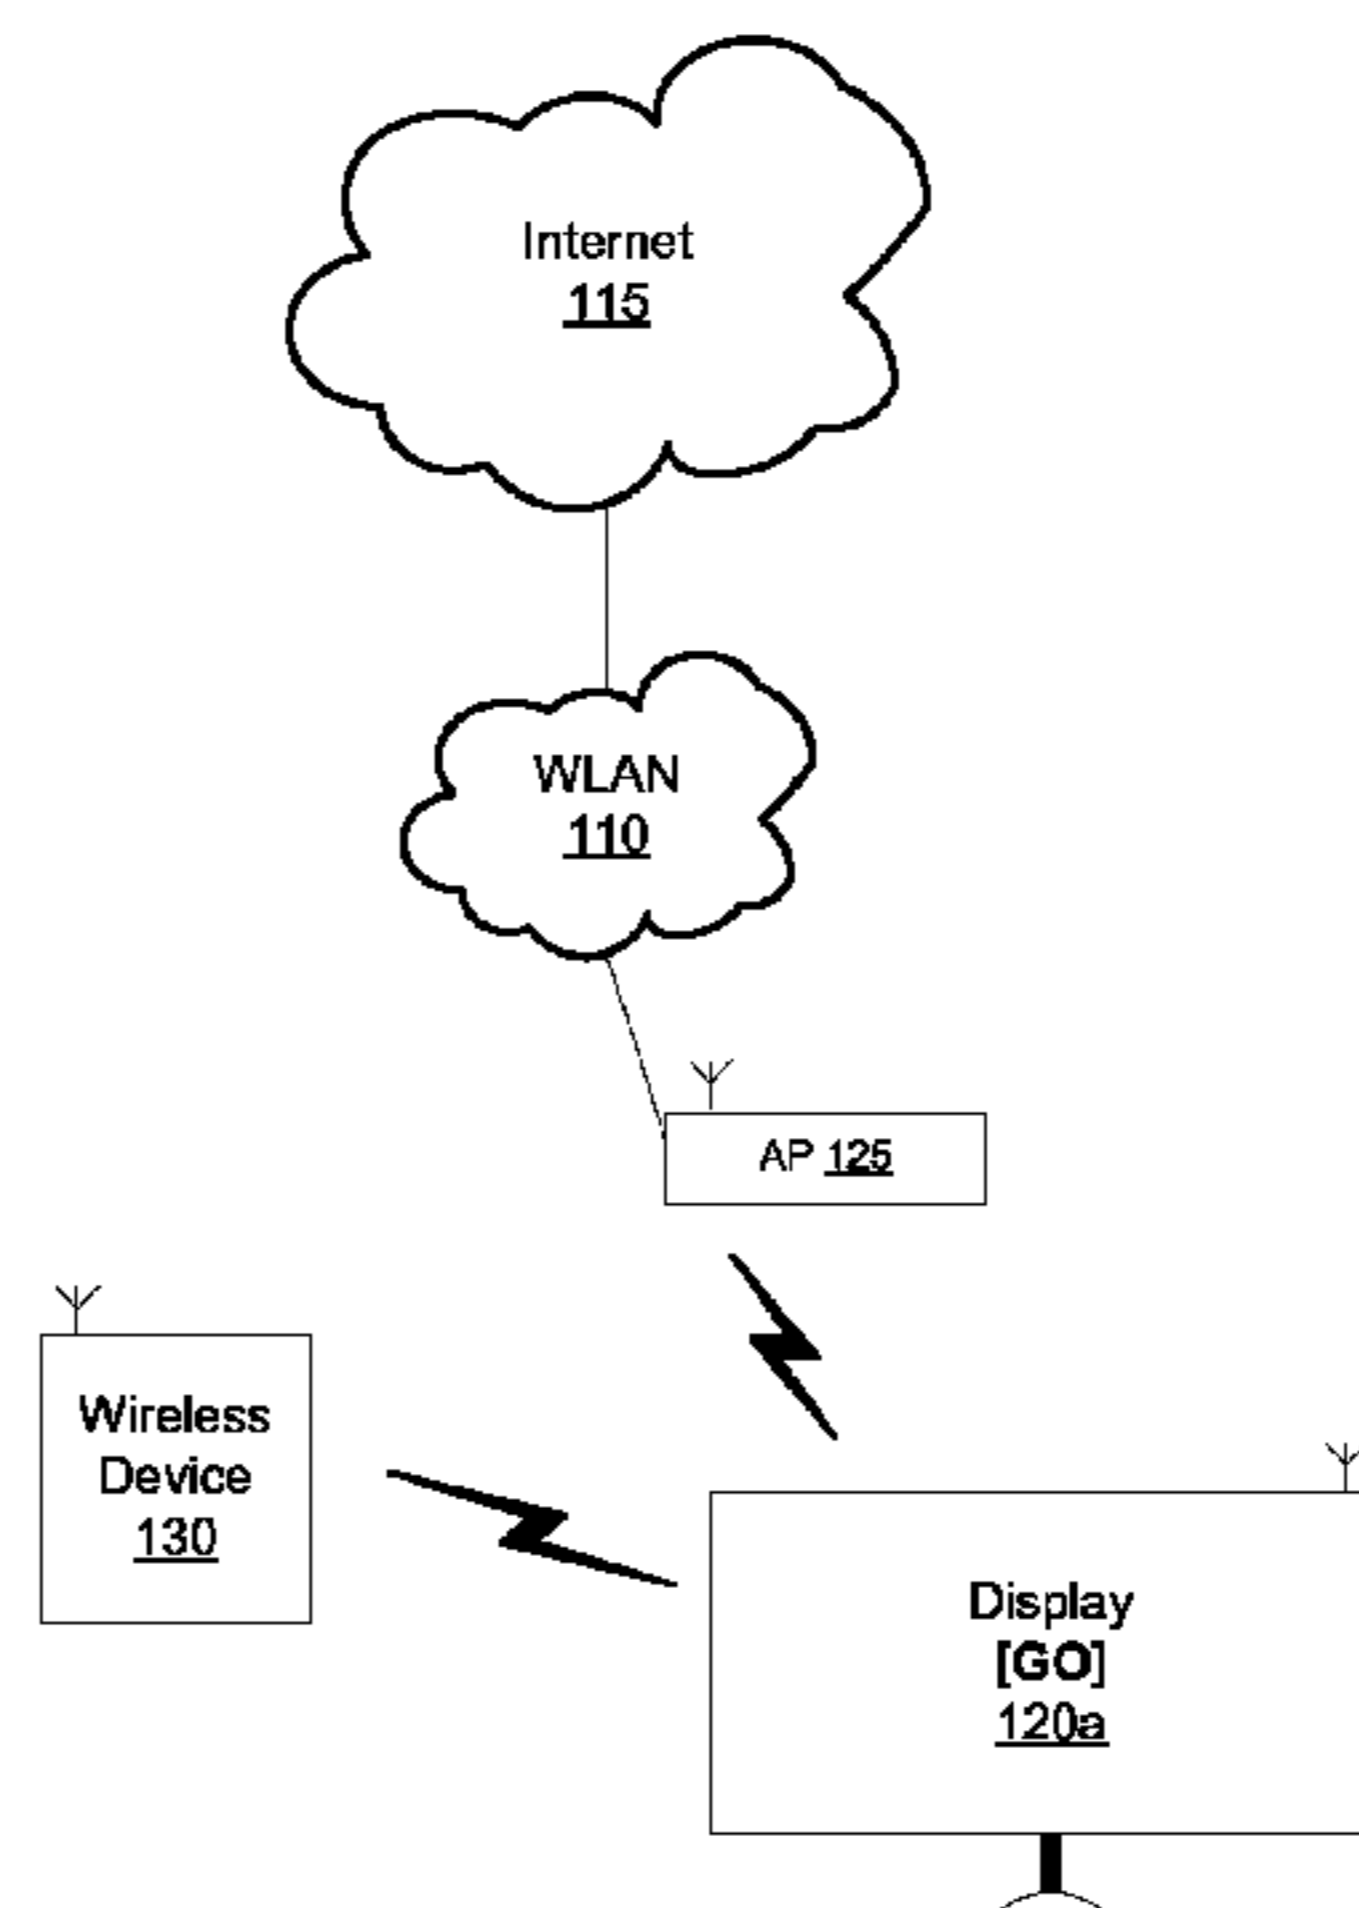 Internet
115
WLAN
110
AP 125
Wireless
Device
130
Display
[GO]
120a